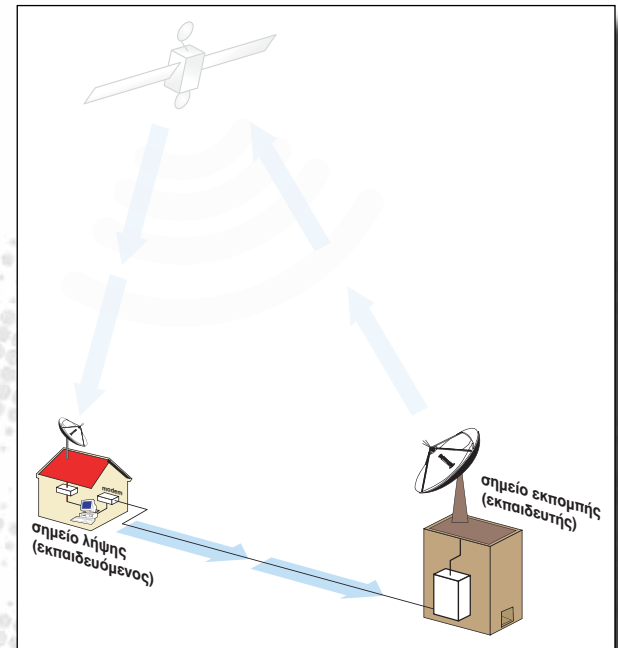 modem
σημείο λήψης
(εκπαιδευόμενος)
σημείο εκπομπής
(εκπαιδευτής)